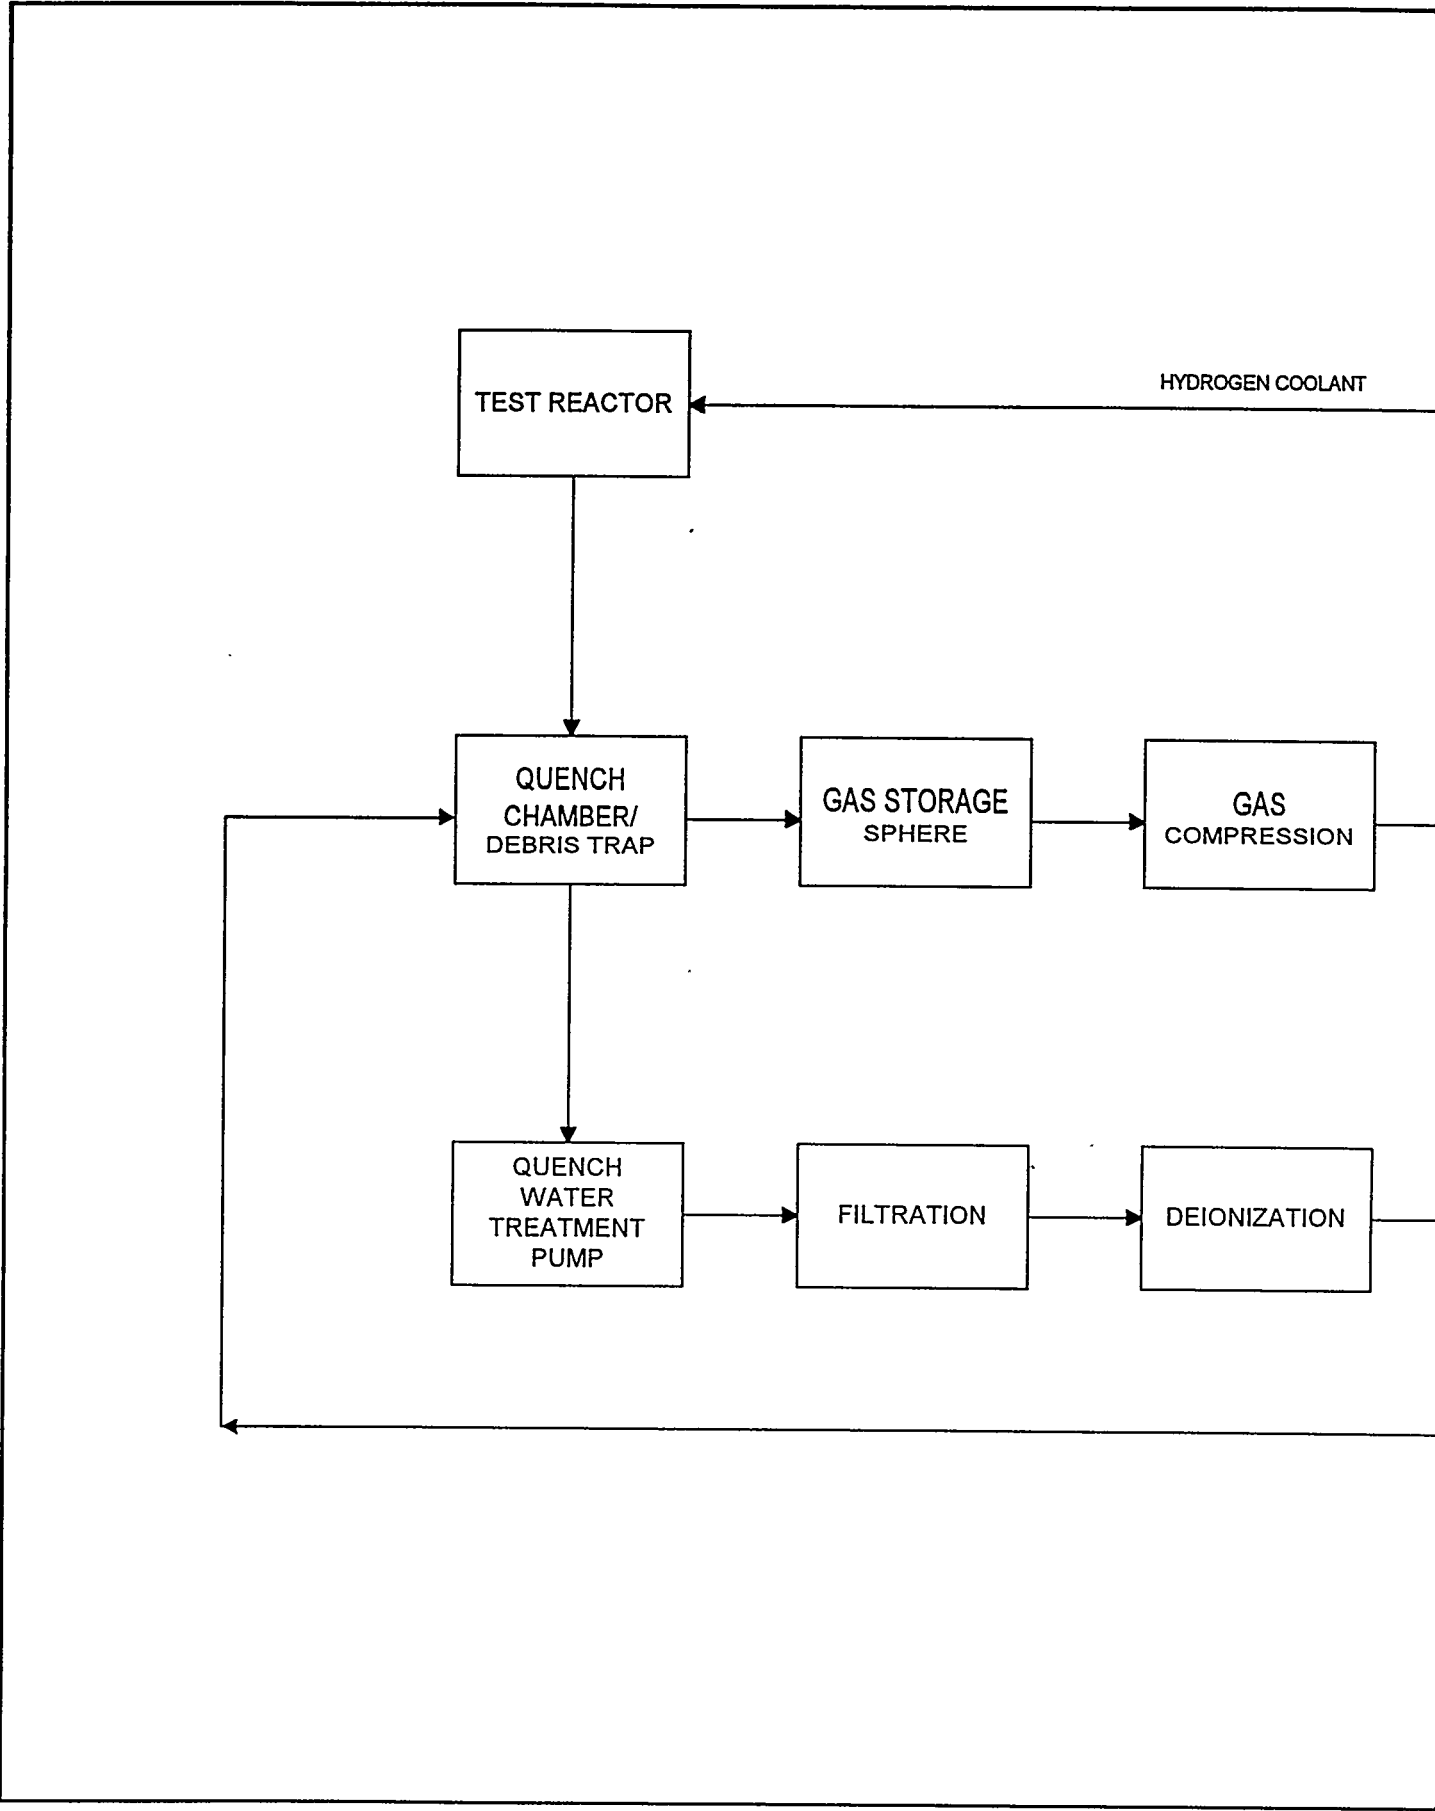 HYDROGEN COOLANT
TEST REACTOR
QUENCH
CHAMBER/
DEBRIS TRAP
GAS STORAGE
SPHERE
GAS
COMPRESSION
QUENCH
WATER
TREATMENT
PUMP
FILTRATION
DEIONIZATION